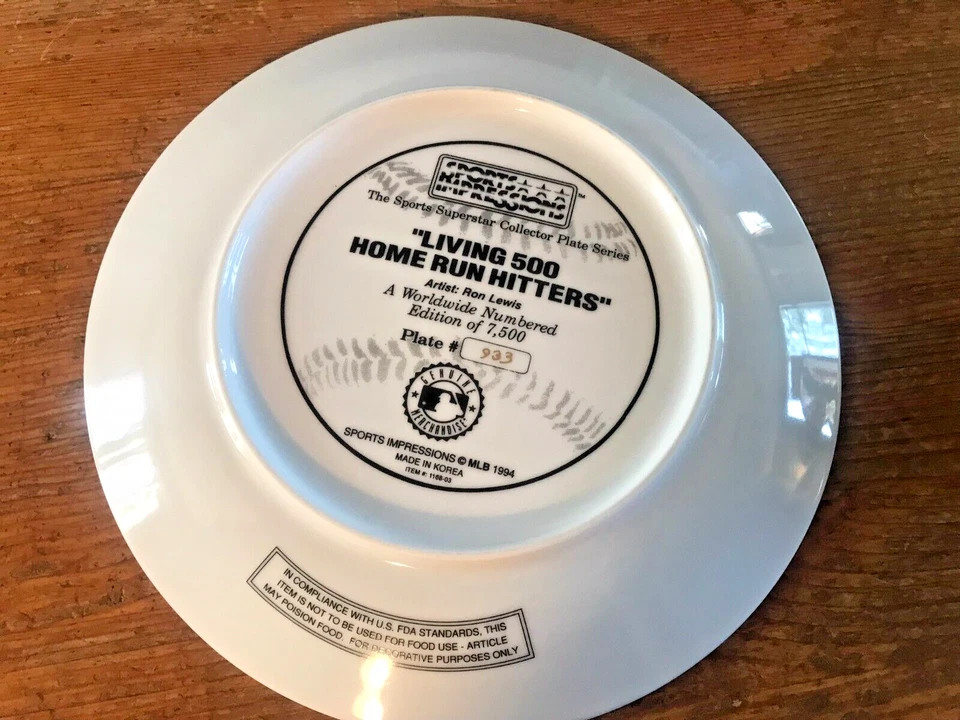 SPORTS
IMPRESSIONS™
The Sports Superstar Collector Plate Series
"LIVING 500
HOME RUN HITTERS"
Artist: Ron Lewis
A Worldwide Numbered
Edition of 7,500
Plate # 933
GENUINE
MERCHANDISE
SPORTS IMPRESSIONS © MLB 1994
MADE IN KOREA
ITEM #: 1168-03
IN COMPLIANCE WITH U.S. FDA STANDARDS, THIS
ITEM IS NOT TO BE USED FOR FOOD USE - ARTICLE
MAY POISION FOOD. FOR DECORATIVE PURPOSES ONLY